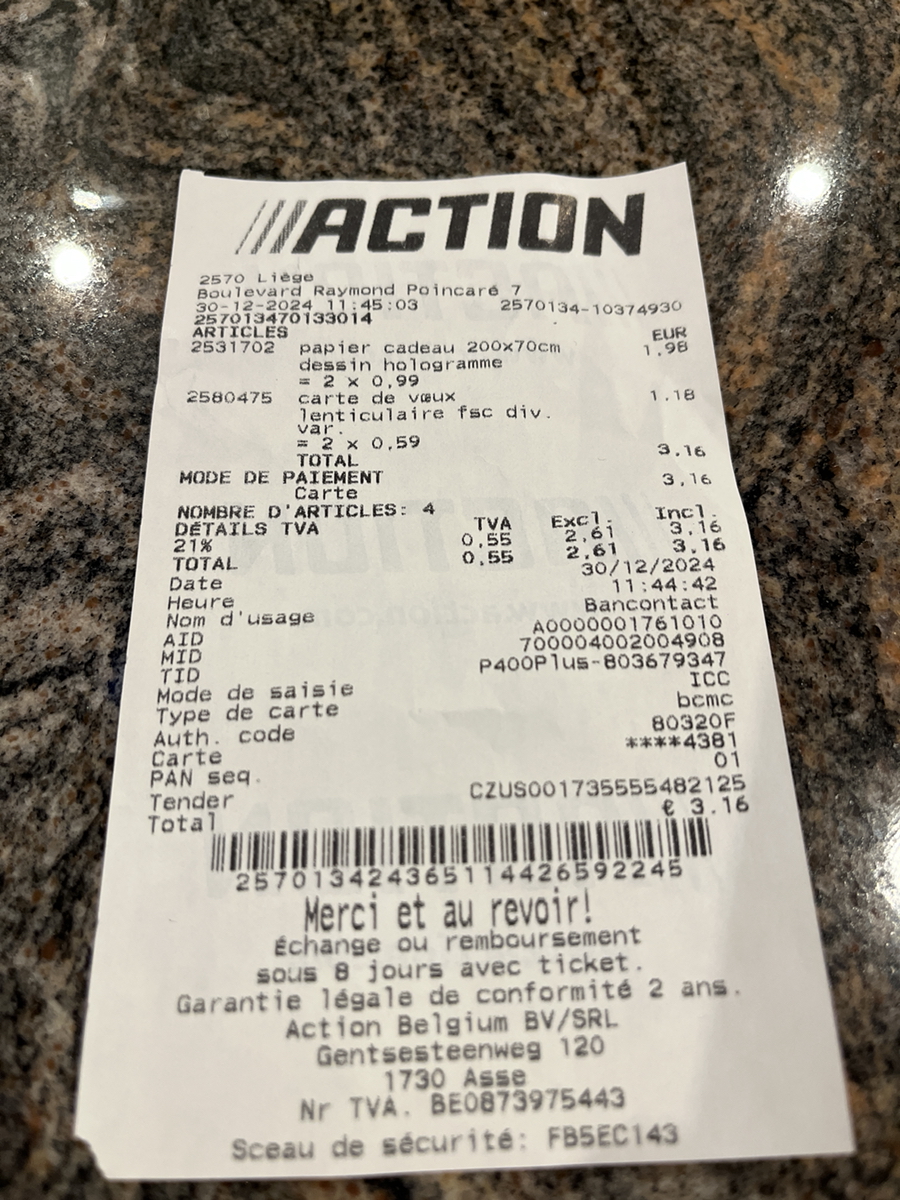 ///ACTION
2570 Liège
Boulevard Raymond Poincaré 7
30-12-2024 11:45:03 2570134-10374930
257013470133014
ARTICLES EUR
2531702 papier cadeau 200x70cm 1,98
dessin hologramme
= 2 x 0,99
2580475 carte de vœux 1,18
lenticulaire fsc div.
var.
= 2 x 0,59
TOTAL 3,16
MODE DE PAIEMENT
Carte 3,16
NOMBRE D'ARTICLES: 4
DÉTAILS TVA TVA Excl. Incl.
21% 0,55 2,61 3,16
TOTAL 0,55 2,61 3,16
Date 30/12/2024
Heure 11:44:42
Nom d'usage Bancontact
AID A0000001761010
MID 700004002004908
TID P400Plus-803679347
Mode de saisie ICC
Type de carte bcmc
Auth. code 80320F
Carte ****4381
PAN seq. 01
Tender CZUS001735555482125
Total € 3.16
257013424365114426592245
Merci et au revoir!
Échange ou remboursement
sous 8 jours avec ticket.
Garantie légale de conformité 2 ans.
Action Belgium BV/SRL
Gentsesteenweg 120
1730 Asse
Nr TVA. BE0873975443
Sceau de sécurité: FB5EC143